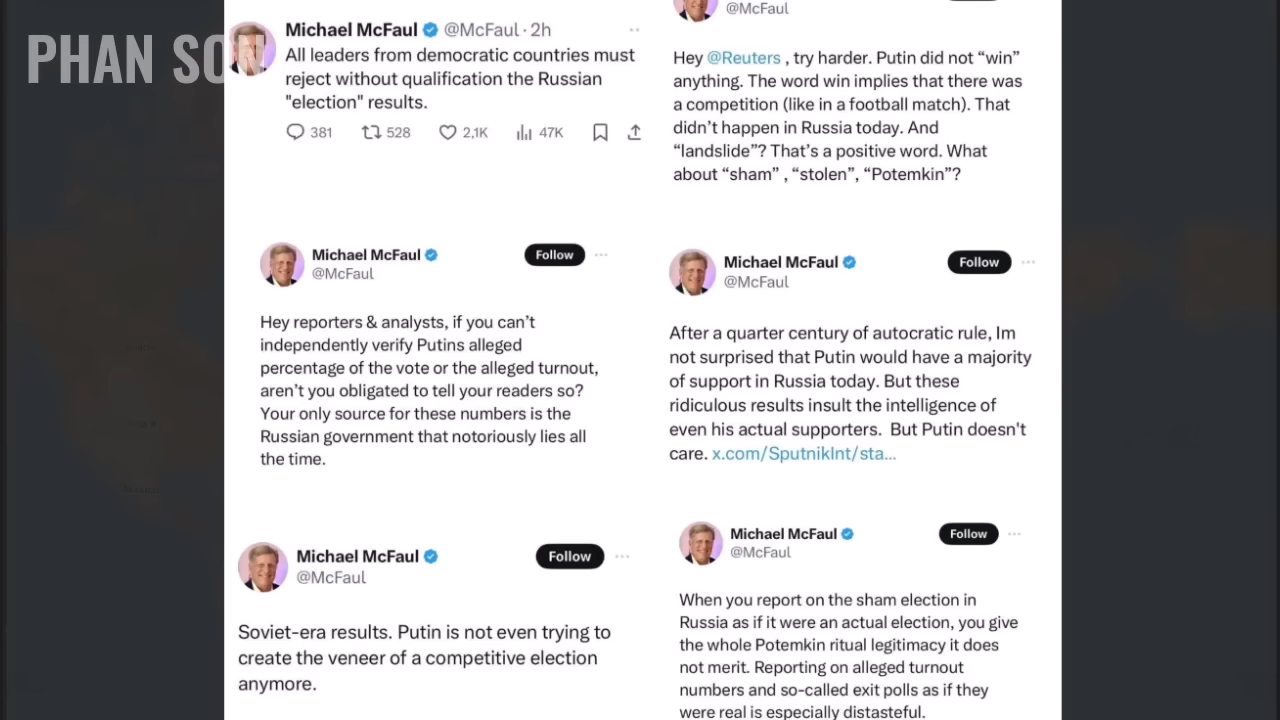 PHAN SON
Michael McFaul @McFaul · 2h
All leaders from democratic countries must
reject without qualification the Russian
"election" results.
381 528 2,1K 47K
@McFaul
Hey @Reuters , try harder. Putin did not “win”
anything. The word win implies that there was
a competition (like in a football match). That
didn’t happen in Russia today. And
“landslide”? That’s a positive word. What
about “sham” , “stolen”, “Potemkin”?
Michael McFaul
@McFaul
Follow
Hey reporters & analysts, if you can’t
independently verify Putins alleged
percentage of the vote or the alleged turnout,
aren’t you obligated to tell your readers so?
Your only source for these numbers is the
Russian government that notoriously lies all
the time.
Michael McFaul
@McFaul
Follow
After a quarter century of autocratic rule, Im
not surprised that Putin would have a majority
of support in Russia today. But these
ridiculous results insult the intelligence of
even his actual supporters. But Putin doesn't
care. x.com/SputnikInt/sta...
Michael McFaul
@McFaul
Follow
Soviet-era results. Putin is not even trying to
create the veneer of a competitive election
anymore.
Michael McFaul
@McFaul
Follow
When you report on the sham election in
Russia as if it were an actual election, you give
the whole Potemkin ritual legitimacy it does
not merit. Reporting on alleged turnout
numbers and so-called exit polls as if they
were real is especially distasteful.